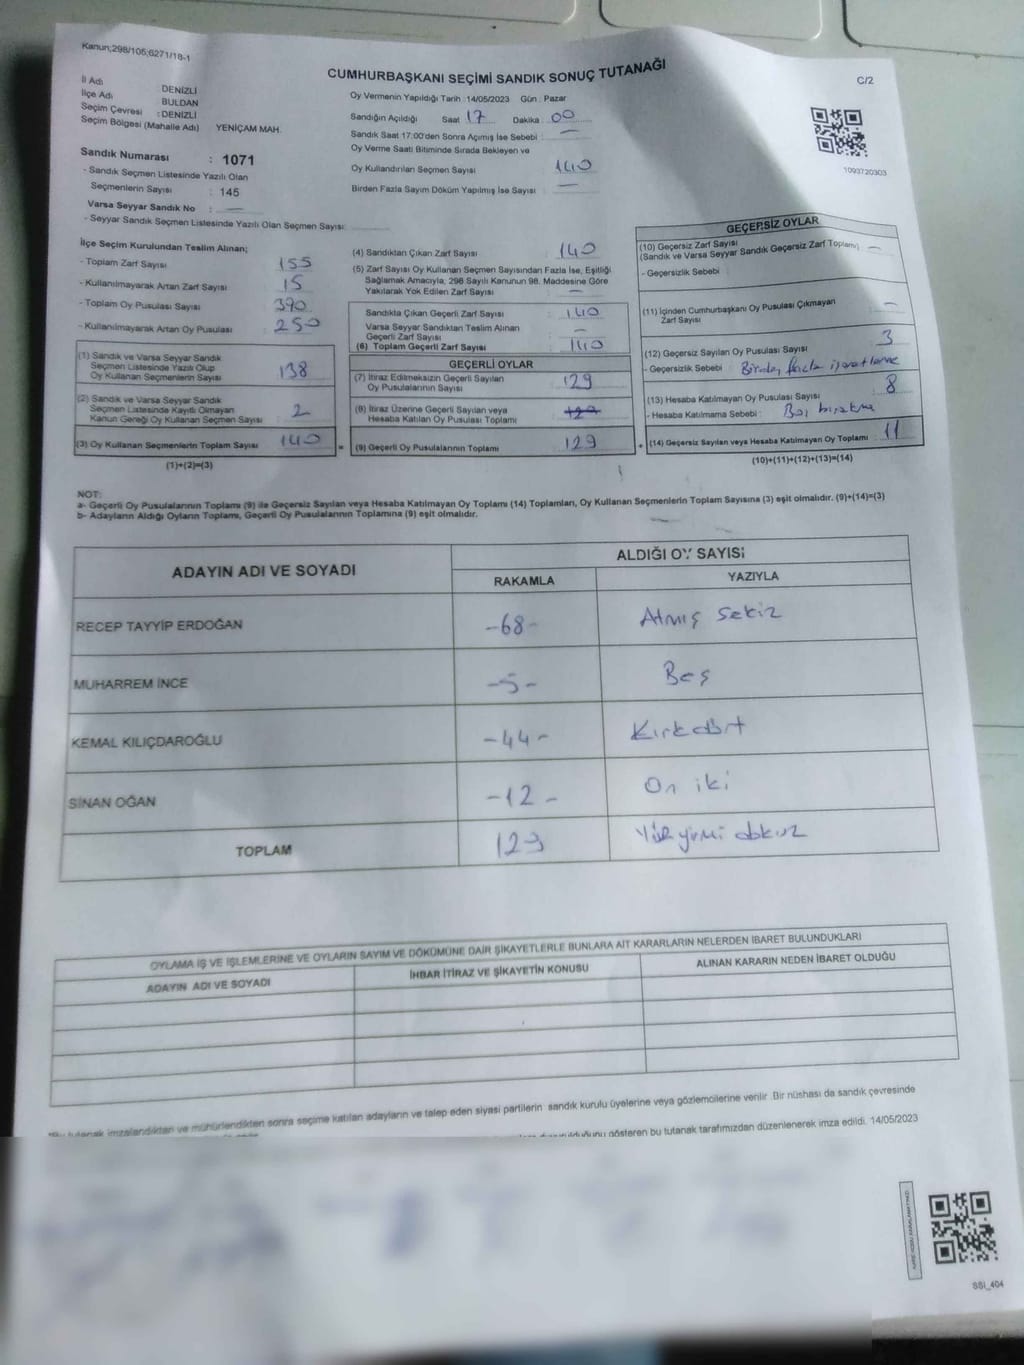 Kanun;298/105;6271/18-1
CUMHURBAŞKANI SEÇİMİ SANDIK SONUÇ TUTANAĞI
C/2
İl Adı : DENİZLİ
İlçe Adı : BULDAN
Seçim Çevresi : DENİZLİ
Seçim Bölgesi (Mahalle Adı) YENİÇAM MAH.
Sandık Numarası : 1071
- Sandık Seçmen Listesinde Yazılı Olan
Seçmenlerin Sayısı : 145
Varsa Seyyar Sandık No : —
- Seyyar Sandık Seçmen Listesinde Yazılı Olan Seçmen Sayısı:
Oy Vermenin Yapıldığı Tarih :14/05/2023 Gün : Pazar
Sandığın Açıldığı Saat 17 Dakika : 00
Sandık Saat 17:00'den Sonra Açımış İse Sebebi : —
Oy Verme Saati Bitiminde Sırada Bekleyen ve
Oy Kullandırılan Seçmen Sayısı : 140
Birden Fazla Sayım Döküm Yapılmış İse Sayısı : —
1093720303
İlçe Seçim Kurulundan Teslim Alınan;
- Toplam Zarf Sayısı : 155
- Kullanılmayarak Artan Zarf Sayısı : 15
- Toplam Oy Pusulası Sayısı : 390
- Kullanılmayarak Artan Oy Pusulası : 250
(1) Sandık ve Varsa Seyyar Sandık
Seçmen Listesinde Yazılı Olup
Oy Kullanan Seçmenlerin Sayısı : 138
(2) Sandık ve Varsa Seyyar Sandık
Seçmen Listesinde Kayıtlı Olmayan
Kanun Gereği Oy Kullanan Seçmen Sayısı : 2
(3) Oy Kullanan Seçmenlerin Toplam Sayısı : 140
(1)+(2)=(3)
(4) Sandıktan Çıkan Zarf Sayısı : 140
(5) Zarf Sayısı Oy Kullanan Seçmen Sayısından Fazla İse, Eşitliği
Sağlamak Amacıyla, 298 Sayılı Kanunun 98. Maddesine Göre
Yakılarak Yok Edilen Zarf Sayısı : —
Sandıkta Çıkan Geçerli Zarf Sayısı : 140
Varsa Seyyar Sandıktan Teslim Alınan
Geçerli Zarf Sayısı : —
(6) Toplam Geçerli Zarf Sayısı : 140
GEÇERLİ OYLAR
(7) İtiraz Edilmeksizin Geçerli Sayılan
Oy Pusulalarının Sayısı : 129
(8) İtiraz Üzerine Geçerli Sayılan veya
Hesaba Katılan Oy Pusulası Toplamı : 129
(9) Geçerli Oy Pusulalarının Toplamı : 129
GEÇERSİZ OYLAR
(10) Geçersiz Zarf Sayısı
(Sandık ve Varsa Seyyar Sandık Geçersiz Zarf Toplamı) —
- Geçersizlik Sebebi :
(11) İçinden Cumhurbaşkanı Oy Pusulası Çıkmayan
Zarf Sayısı —
(12) Geçersiz Sayılan Oy Pusulası Sayısı 3
- Geçersizlik Sebebi Birden fazla işaretleme
(13) Hesaba Katılmayan Oy Pusulası Sayısı 8
- Hesaba Katılmama Sebebi : Boş bırakma
(14) Geçersiz Sayılan veya Hesaba Katılmayan Oy Toplamı 11
(10)+(11)+(12)+(13)=(14)
NOT:
a- Geçerli Oy Pusulalarının Toplamı (9) ile Geçersiz Sayılan veya Hesaba Katılmayan Oy Toplamı (14) Toplamları, Oy Kullanan Seçmenlerin Toplam Sayısına (3) eşit olmalıdır. (9)+(14)=(3)
b- Adayların Aldığı Oyların Toplamı, Geçerli Oy Pusulalarının Toplamına (9) eşit olmalıdır.
ADAYIN ADI VE SOYADI
ALDIĞI OY SAYISI
RAKAMLA YAZIYLA
RECEP TAYYİP ERDOĞAN -68- Atmış sekiz
MUHARREM İNCE -5- Beş
KEMAL KILIÇDAROĞLU -44- Kırkdört
SİNAN OĞAN -12- On iki
TOPLAM 129 Yüz yirmi dokuz
OYLAMA İŞ VE İŞLEMLERİNE VE OYLARIN SAYIM VE DÖKÜMÜNE DAİR ŞİKAYETLERLE BUNLARA AİT KARARLARIN NELERDEN İBARET BULUNDUKLARI
ADAYIN ADI VE SOYADI İHBAR İTİRAZ VE ŞİKAYETİN KONUSU ALINAN KARARIN NEDEN İBARET OLDUĞU
*Bu tutanak imzalandıktan ve mühürlendikten sonra seçime katılan adayların ve talep eden siyasi partilerin sandık kurulu üyelerine veya gözlemcilerine verilir. Bir nüshası da sandık çevresinde
gösteren bu tutanak tarafımızdan düzenlenerek imza edildi. 14/05/2023
SSI_404